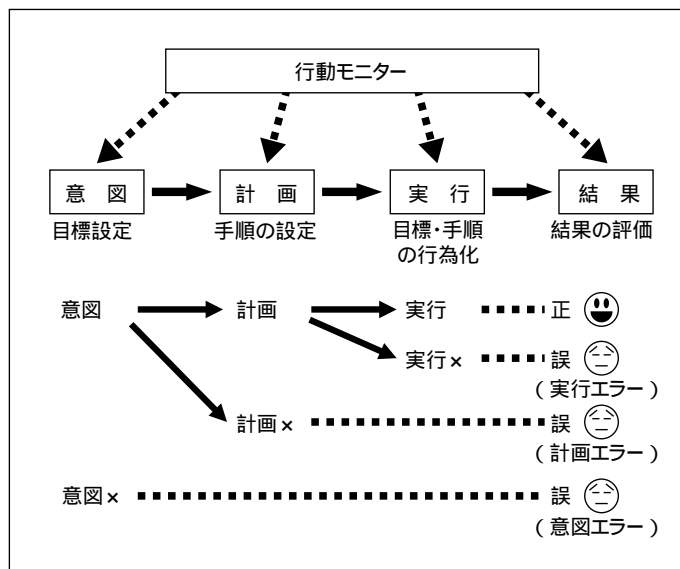 行動モニター
意 図
計 画
実 行
結 果
目標設定
手順の設定
目標・手順
の行為化
結果の評価
意図 計画 実行 正
実行× 誤
(実行エラー)
計画× 誤
(計画エラー)
意図× 誤
(意図エラー)